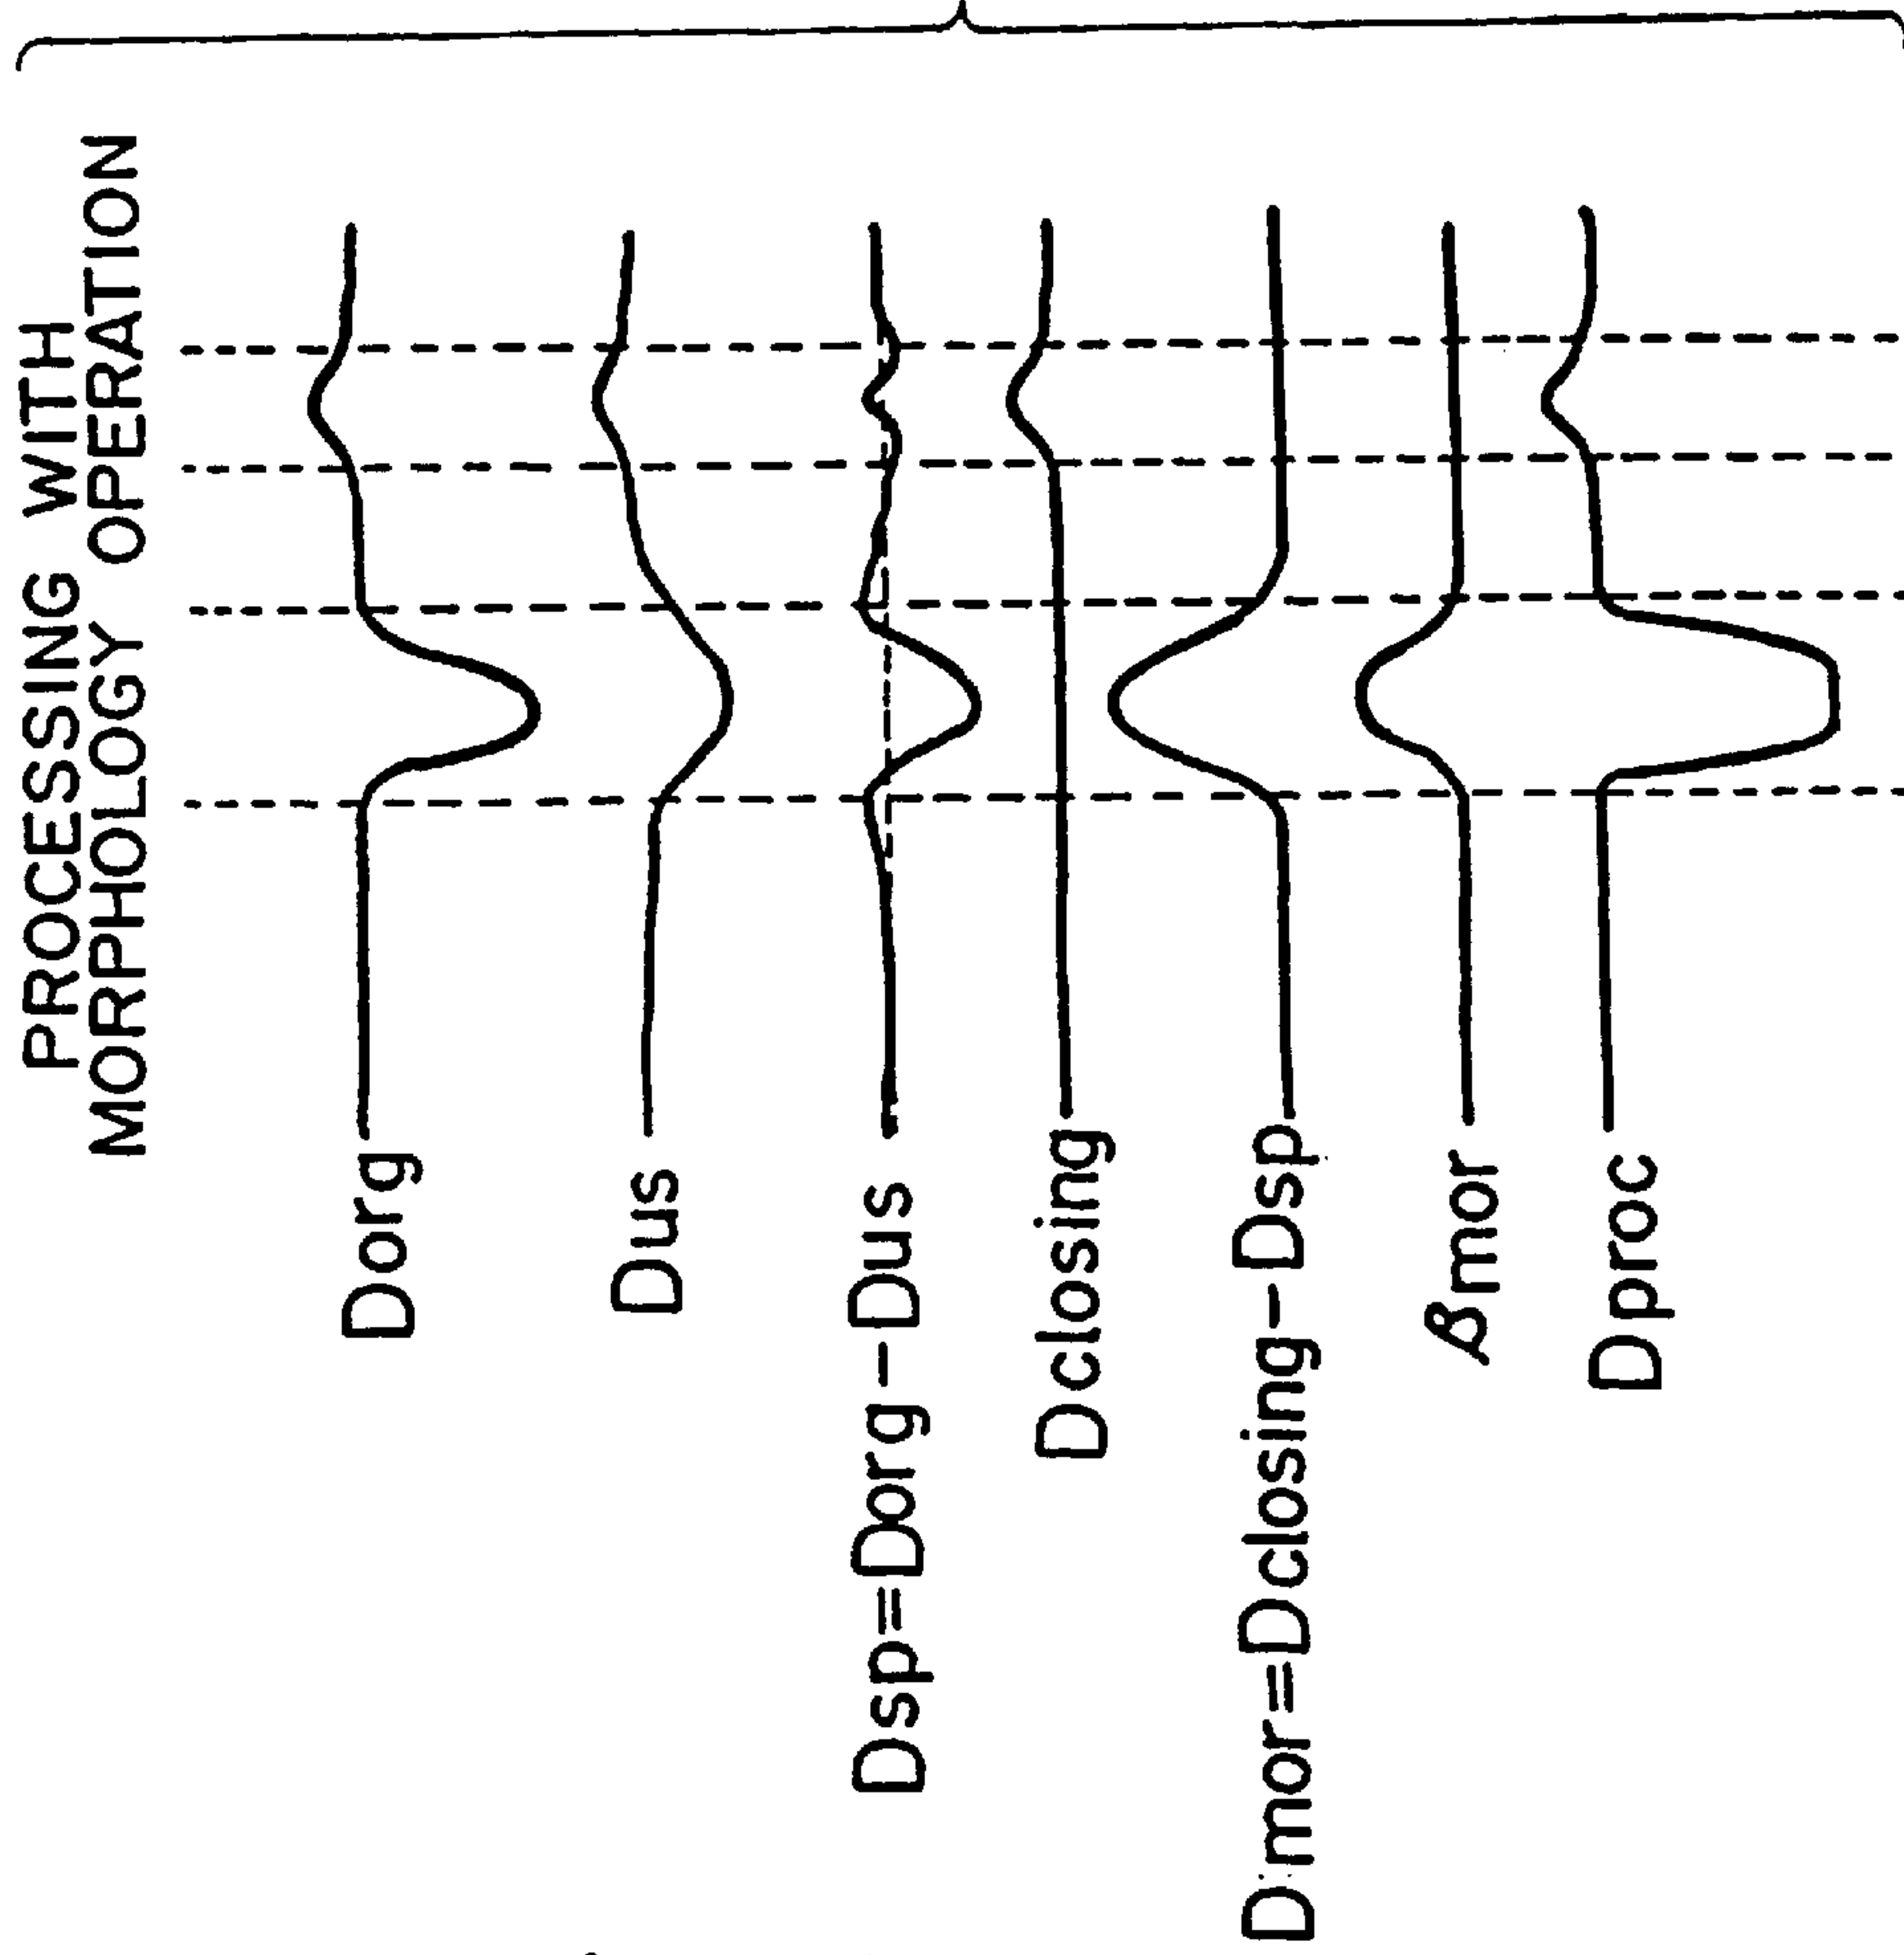 PROCESSING WITH
MORPHOLOGY OPERATION
Dorg
Dus
Dsp=Dorg-Dus
Dclosing
Dmor=Dclosing-Dsp
βmor
Dproc